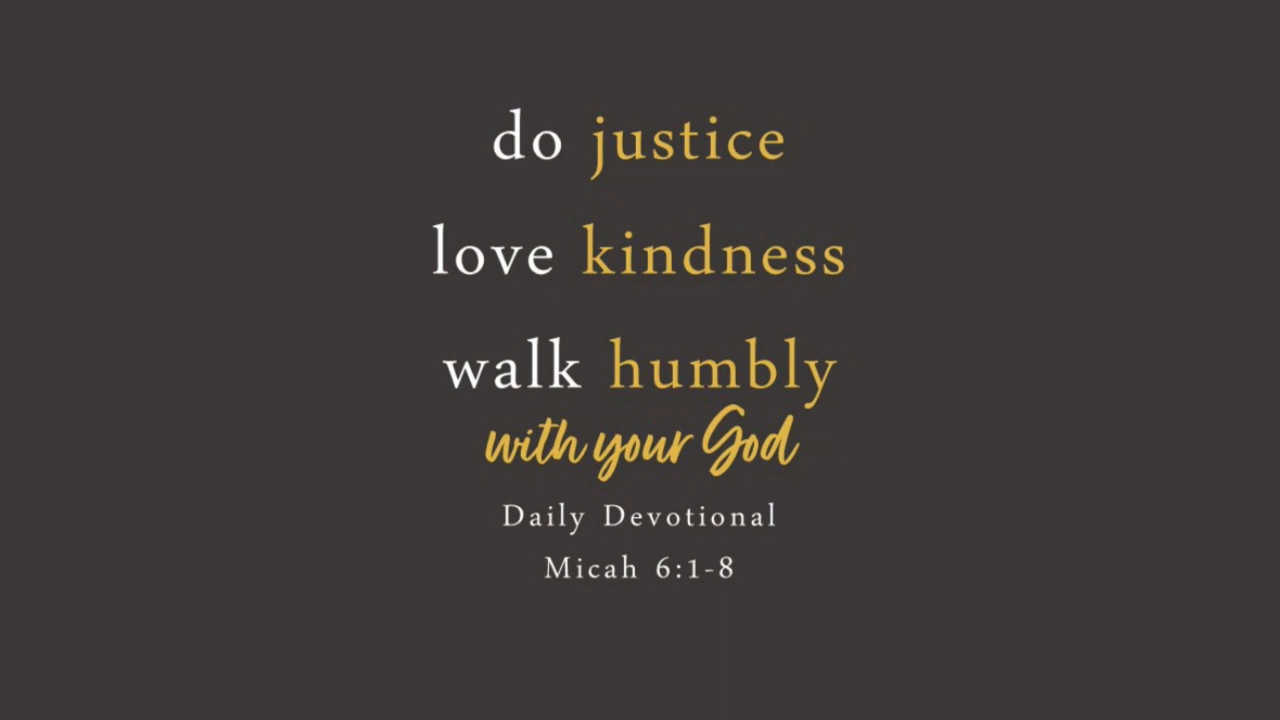 do justice
love kindness
walk humbly
with your God
Daily Devotional
Micah 6:1-8